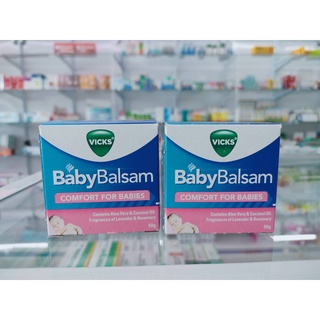 VICKS
BabyBalsam
COMFORT FOR BABIES
Contains Aloe Vera & Coconut Oil
Fragrances of Lavender & Rosemary
50g
VICKS
BabyBalsam
COMFORT FOR BABIES
Contains Aloe Vera & Coconut Oil
Fragrances of Lavender & Rosemary
50g